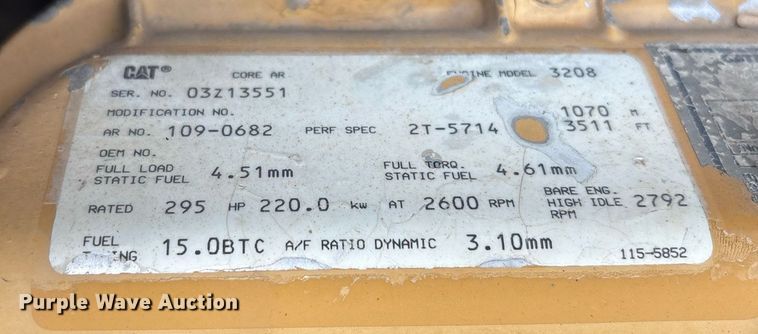 CAT® CORE AR ENGINE MODEL 3208
SER. NO. 03Z13551
MODIFICATION NO. 1070 M
AR NO. 109-0682 PERF SPEC 2T-5714 3511 FT
OEM NO.
FULL LOAD STATIC FUEL 4.51mm FULL TORQ. STATIC FUEL 4.61mm
RATED 295 HP 220.0 kw AT 2600 RPM BARE ENG. HIGH IDLE RPM 2792
FUEL TIMING 15.0BTC A/F RATIO DYNAMIC 3.10mm 115-5852
Purple Wave Auction